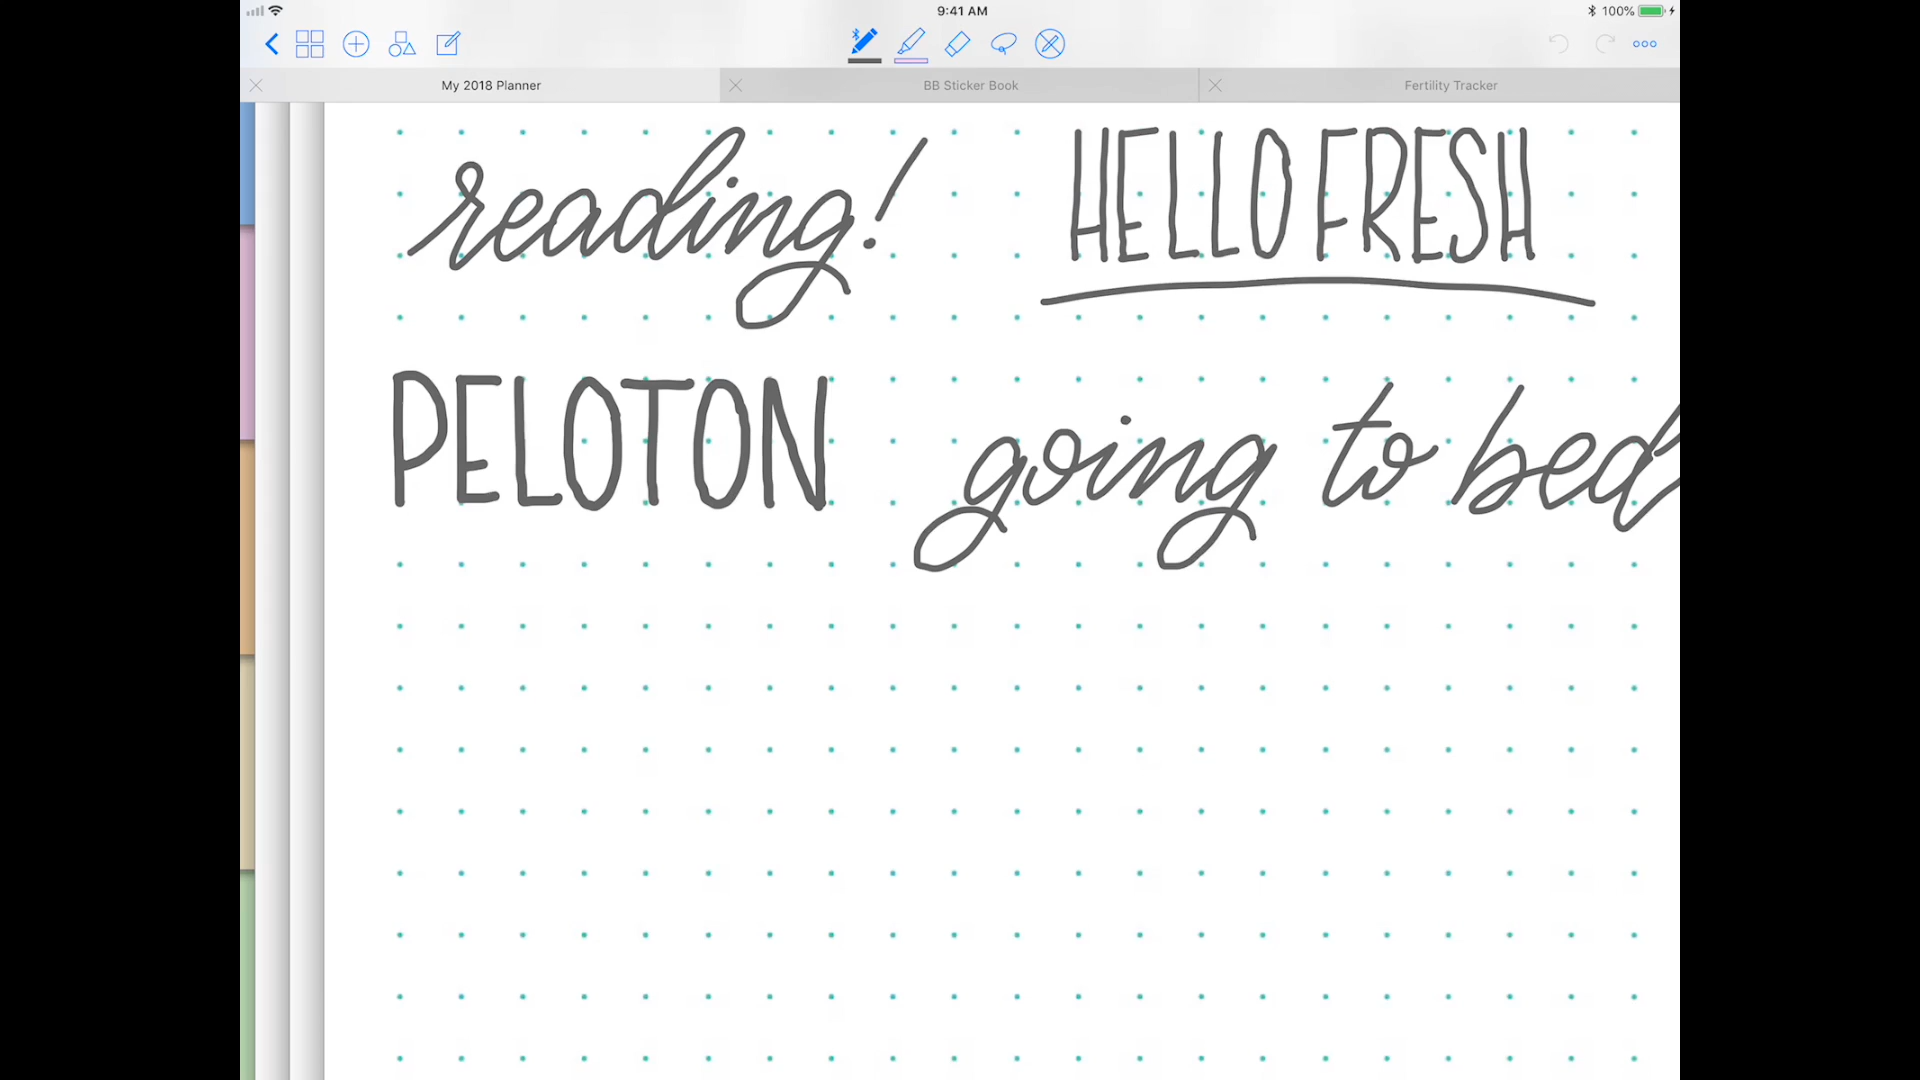 9:41 AM
100%
My 2018 Planner
BB Sticker Book
Fertility Tracker
reading!
HELLO FRESH
PELOTON
going to bed